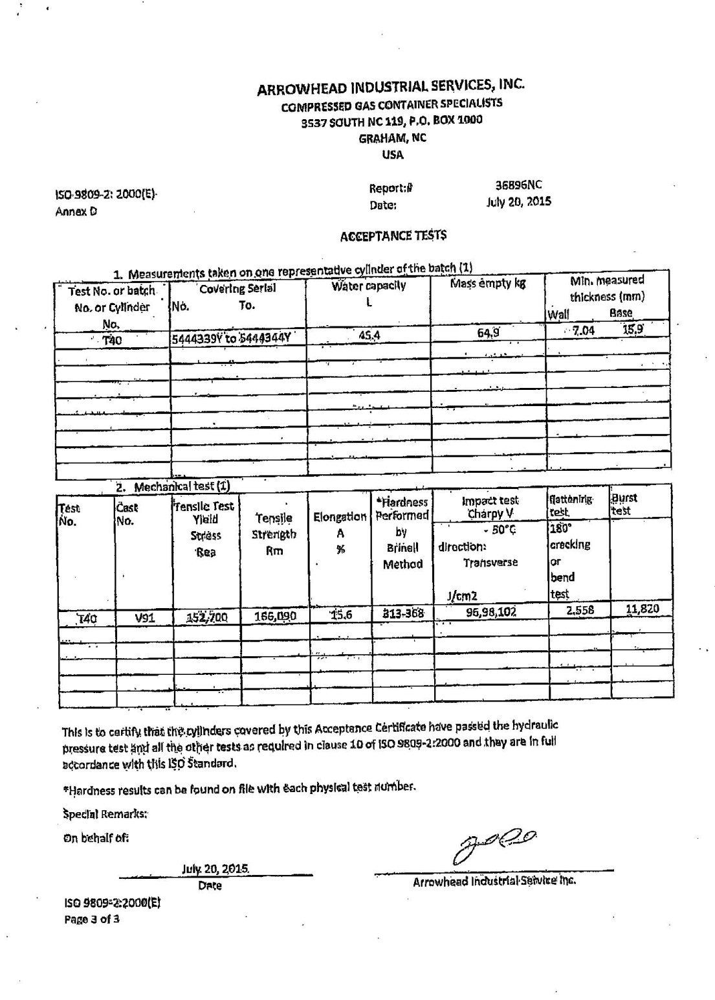 ARROWHEAD INDUSTRIAL SERVICES, INC.
COMPRESSED GAS CONTAINER SPECIALISTS
3537 SOUTH NC 119, P.O. BOX 1000
GRAHAM, NC
USA
ISO 9809-2: 2000(E)
Annex D
Report:# 36896NC
Date: July 20, 2015
ACCEPTANCE TESTS
1. Measurements taken on one representative cylinder of the batch (1)
Test No. or batch No. or Cylinder No. Covering Serial No. To. Water capacity L Mass empty kg Min. measured thickness (mm) Wall Base
T40 5444339Y to 5444344Y 45.4 64.9 7.04 15.9
2. Mechanical test (1)
Test No. Cast No. Tensile Test Yield Stress Rea Tensile Strength Rm Elongation A % *Hardness Performed by Brinell Method Impact test Charpy V - 50°C direction: Transverse J/cm2 flattening test 180° cracking or bend test Burst test
T40 V91 152,700 166,090 15.6 313-368 96,98,102 2,558 11,820
This is to certify that the cylinders covered by this Acceptance Certificate have passed the hydraulic
pressure test and all the other tests as required in clause 10 of ISO 9809-2:2000 and they are in full
accordance with this ISO Standard.
*Hardness results can be found on file with each physical test number.
Special Remarks:
On behalf of:
July 20, 2015
Date
Arrowhead Industrial Service Inc.
ISO 9809-2:2000(E)
Page 3 of 3